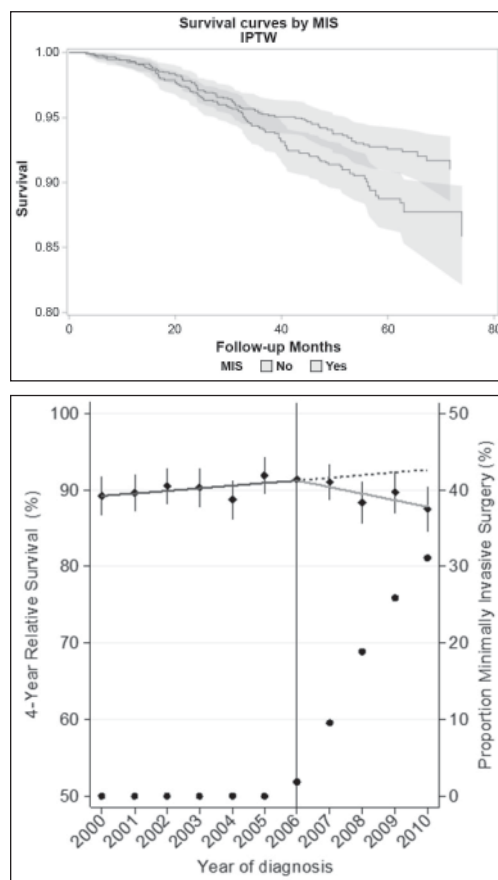 Survival curves by MIS
IPTW
1.00
0.95
0.90
0.85
0.80
Survival
0 20 40 60 80
Follow-up Months
MIS No Yes
100 50
90 40
80 30
70 20
60 10
50 0
4-Year Relative Survival (%)
Proportion Minimally Invasive Surgery (%)
2000 2001 2002 2003 2004 2005 2006 2007 2008 2009 2010
Year of diagnosis